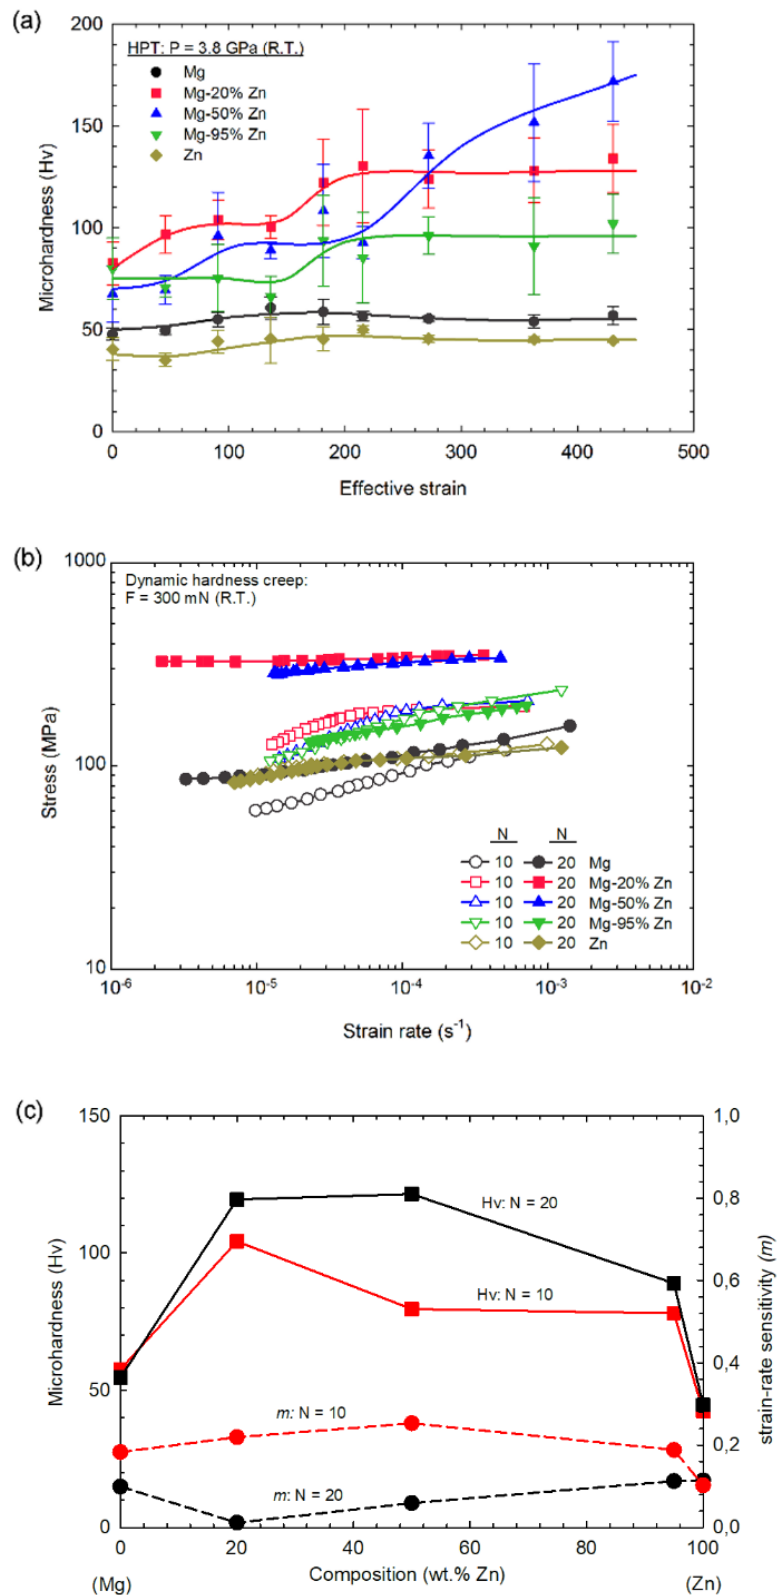 (a)
200
150
100
50
0
Microhardness (Hv)
HPT: P = 3.8 GPa (R.T.)
Mg
Mg-20% Zn
Mg-50% Zn
Mg-95% Zn
Zn
0 100 200 300 400 500
Effective strain
(b)
1000
100
10
Stress (MPa)
Dynamic hardness creep:
F = 300 mN (R.T.)
N N
10 20 Mg
10 20 Mg-20% Zn
10 20 Mg-50% Zn
10 20 Mg-95% Zn
10 20 Zn
10⁻⁶ 10⁻⁵ 10⁻⁴ 10⁻³ 10⁻²
Strain rate (s⁻¹)
(c)
150
100
50
0
Microhardness (Hv)
Hv: N = 20
Hv: N = 10
m: N = 10
m: N = 20
1,0
0,8
0,6
0,4
0,2
0,0
strain-rate sensitivity (m)
0 20 40 60 80 100
Composition (wt.% Zn)
(Mg) (Zn)